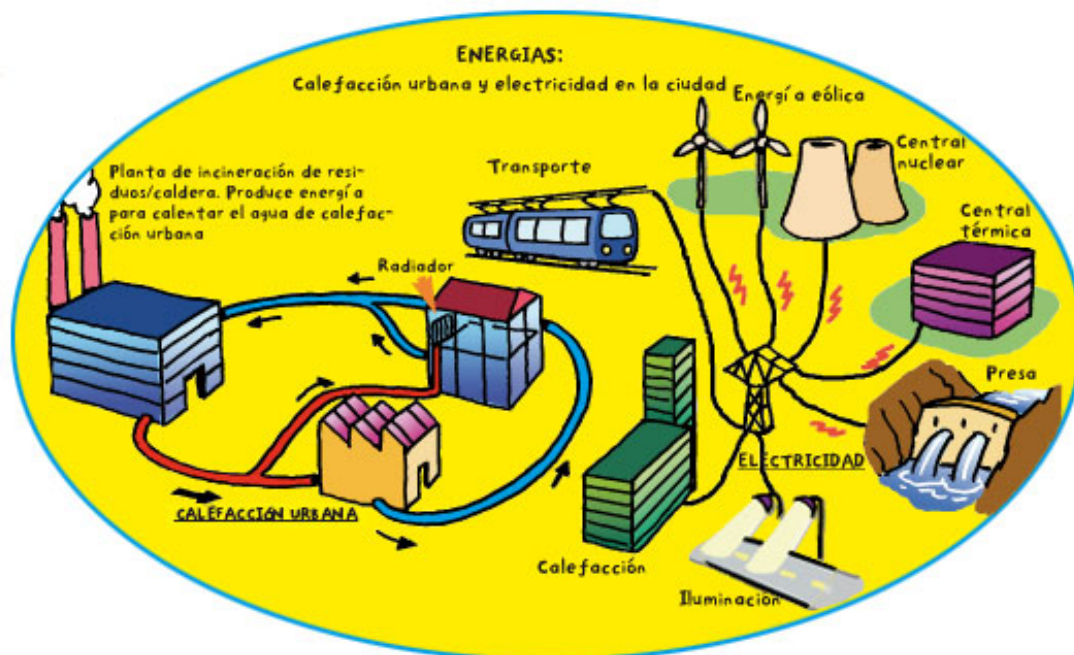 ENERGIAS:
Calefacción urbana y electricidad en la ciudad
Energía eólica
Central
nuclear
Transporte
Planta de incineración de resi-
duos/caldera. Produce energía
para calentar el agua de calefac-
ción urbana
Central
térmica
Radiador
Presa
ELECTRICIDAD
CALEFACCIÓN URBANA
Calefacción
Iluminación